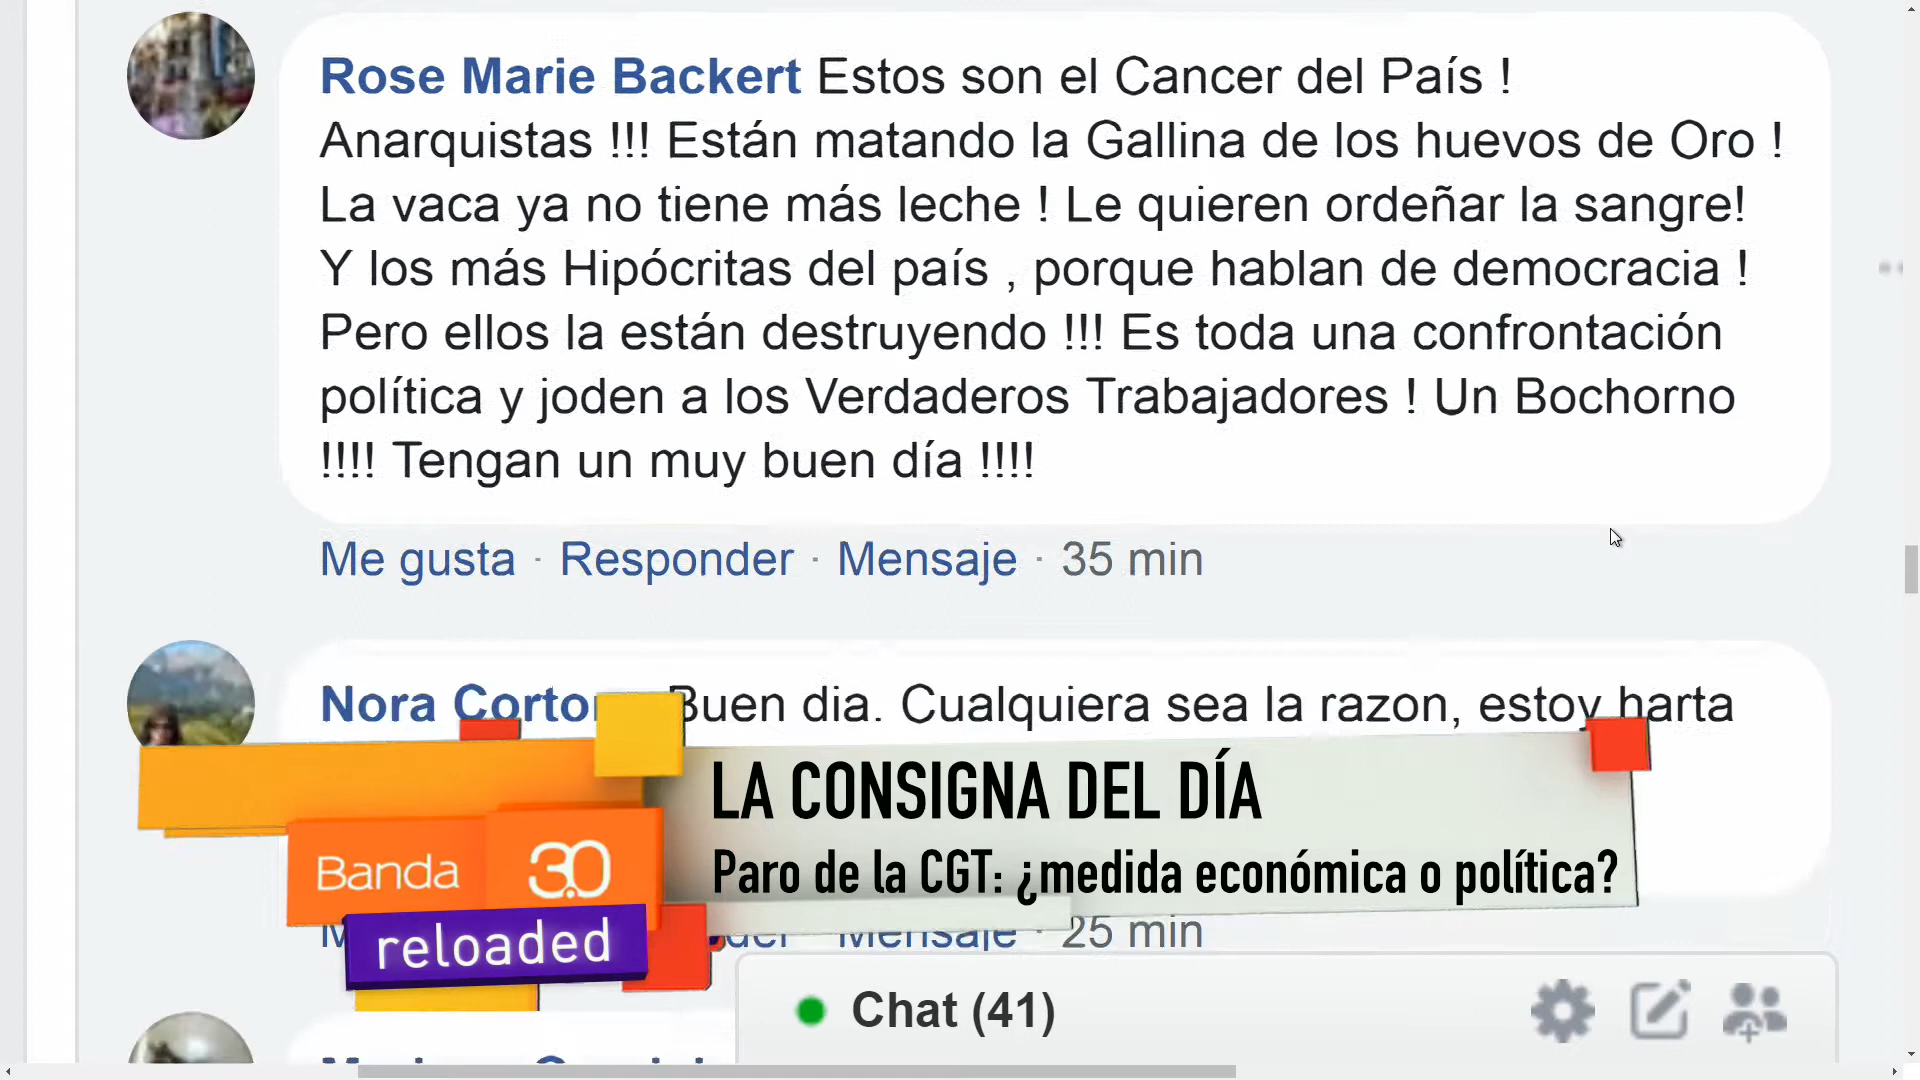 Rose Marie Backert Estos son el Cancer del País !
Anarquistas !!! Están matando la Gallina de los huevos de Oro !
La vaca ya no tiene más leche ! Le quieren ordeñar la sangre!
Y los más Hipócritas del país , porque hablan de democracia !
Pero ellos la están destruyendo !!! Es toda una confrontación
política y joden a los Verdaderos Trabajadores ! Un Bochorno
!!!! Tengan un muy buen día !!!!
Me gusta · Responder · Mensaje · 35 min
Nora Buen dia. Cualquiera sea la razon, estoy harta
LA CONSIGNA DEL DÍA
Paro de la CGT: ¿medida económica o política?
Banda 3.0
reloaded
Mensaje · 25 min
Chat (41)